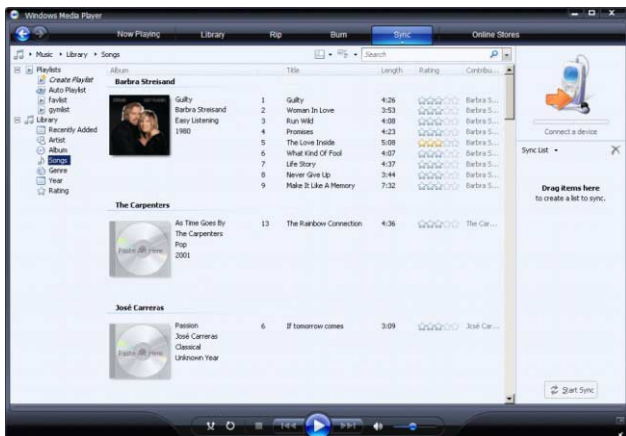 Windows Media Player
Now Playing Library Rip Burn Sync Online Stores
Music Library Songs Search
Playlists
Create Playlist
Auto Playlist
favlist
gymlist
Library
Recently Added
Artist
Album
Songs
Genre
Year
Rating
Album Title Length Rating Contribu...
Barbra Streisand
Guilty 1 Guilty 4:26 Barbra S...
Barbra Streisand 2 Woman In Love 3:53 Barbra S...
Easy Listening 3 Run Wild 4:08 Barbra S...
1980 4 Promises 4:23 Barbra S...
5 The Love Inside 5:08 Barbra S...
6 What Kind Of Fool 4:07 Barbra S...
7 Life Story 4:37 Barbra S...
8 Never Give Up 3:44 Barbra S...
9 Make It Like A Memory 7:32 Barbra S...
The Carpenters
As Time Goes By 13 The Rainbow Connection 4:36 The Car...
The Carpenters
Pop
2001
Paste Art Here
José Carreras
Passion 6 If tomorrow comes 3:09 José Car...
José Carreras
Classical
Unknown Year
Paste Art Here
Connect a device
Sync List
Drag items here
to create a list to sync.
Start Sync